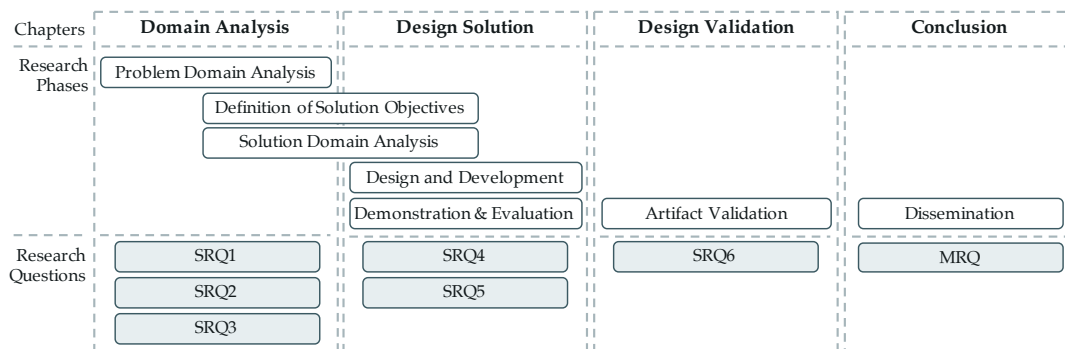 Chapters
Domain Analysis
Design Solution
Design Validation
Conclusion
Research
Phases
Problem Domain Analysis
Definition of Solution Objectives
Solution Domain Analysis
Design and Development
Demonstration & Evaluation
Artifact Validation
Dissemination
Research
Questions
SRQ1
SRQ4
SRQ6
MRQ
SRQ2
SRQ5
SRQ3